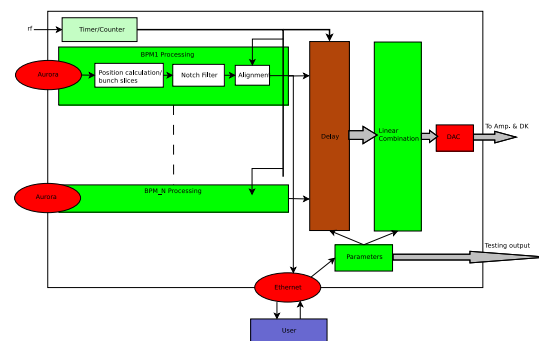 rf
Timer/Counter
BPM1 Processing
Aurora
Position calculation/
bunch slices
Notch Filter
Alignment
Delay
Linear
Combination
DAC
To Amp. & DK
BPM_N Processing
Aurora
Testing output
Parameters
Ethernet
User